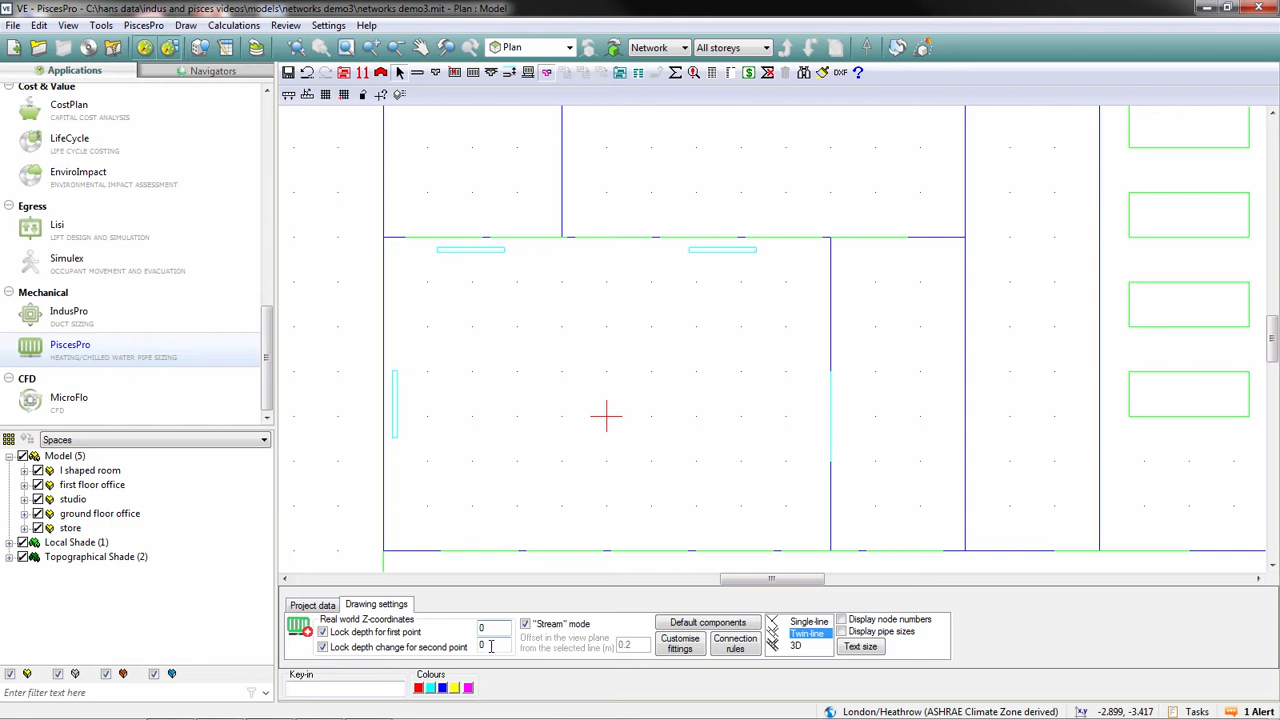 VE - PiscesPro - C:\hans data\indus and pisces videos\models\networks demo3\networks demo3.mit - Plan : Model
File Edit View Tools PiscesPro Draw Calculations Review Settings Help
Plan Network All storeys
Applications Navigators
DXF
Cost & Value
CostPlan
CAPITAL COST ANALYSIS
LifeCycle
LIFE CYCLE COSTING
EnviroImpact
ENVIRONMENTAL IMPACT ASSESSMENT
Egress
Lisi
LIFT DESIGN AND SIMULATION
Simulex
OCCUPANT MOVEMENT AND EVACUATION
Mechanical
IndusPro
DUCT SIZING
PiscesPro
HEATING/CHILLED WATER PIPE SIZING
CFD
MicroFlo
CFD
Spaces
Model (5)
l shaped room
first floor office
studio
ground floor office
store
Local Shade (1)
Topographical Shade (2)
Enter filter text
Project data Drawing settings
Real world Z-coordinates
Lock depth for first point 0
Lock depth change for second point 0
"Stream" mode
Offset in the view plane
from the selected line (m) 0.2
Default components
Customise fittings
Connection rules
Single-line
Twin-line
3D
Display node numbers
Display pipe sizes
Text size
Key-in
Colours
London/Heathrow (ASHRAE Climate Zone derived) x,y -2.899, -3.417 Tasks 1 Alert